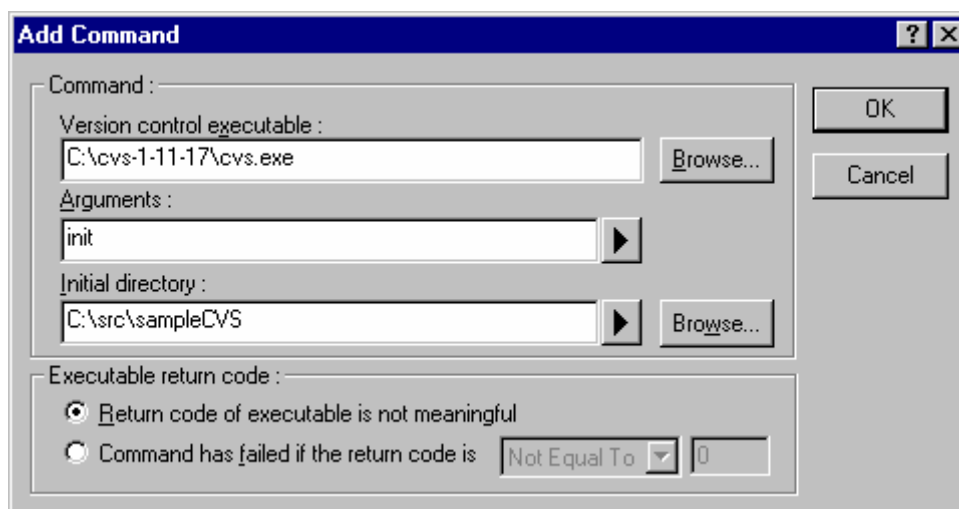 Add Command
Command :
Version control executable :
C:\cvs-1-11-17\cvs.exe
Browse...
Arguments :
init
Initial directory :
C:\src\sampleCVS
Browse...
OK
Cancel
Executable return code :
Return code of executable is not meaningful
Command has failed if the return code is Not Equal To 0